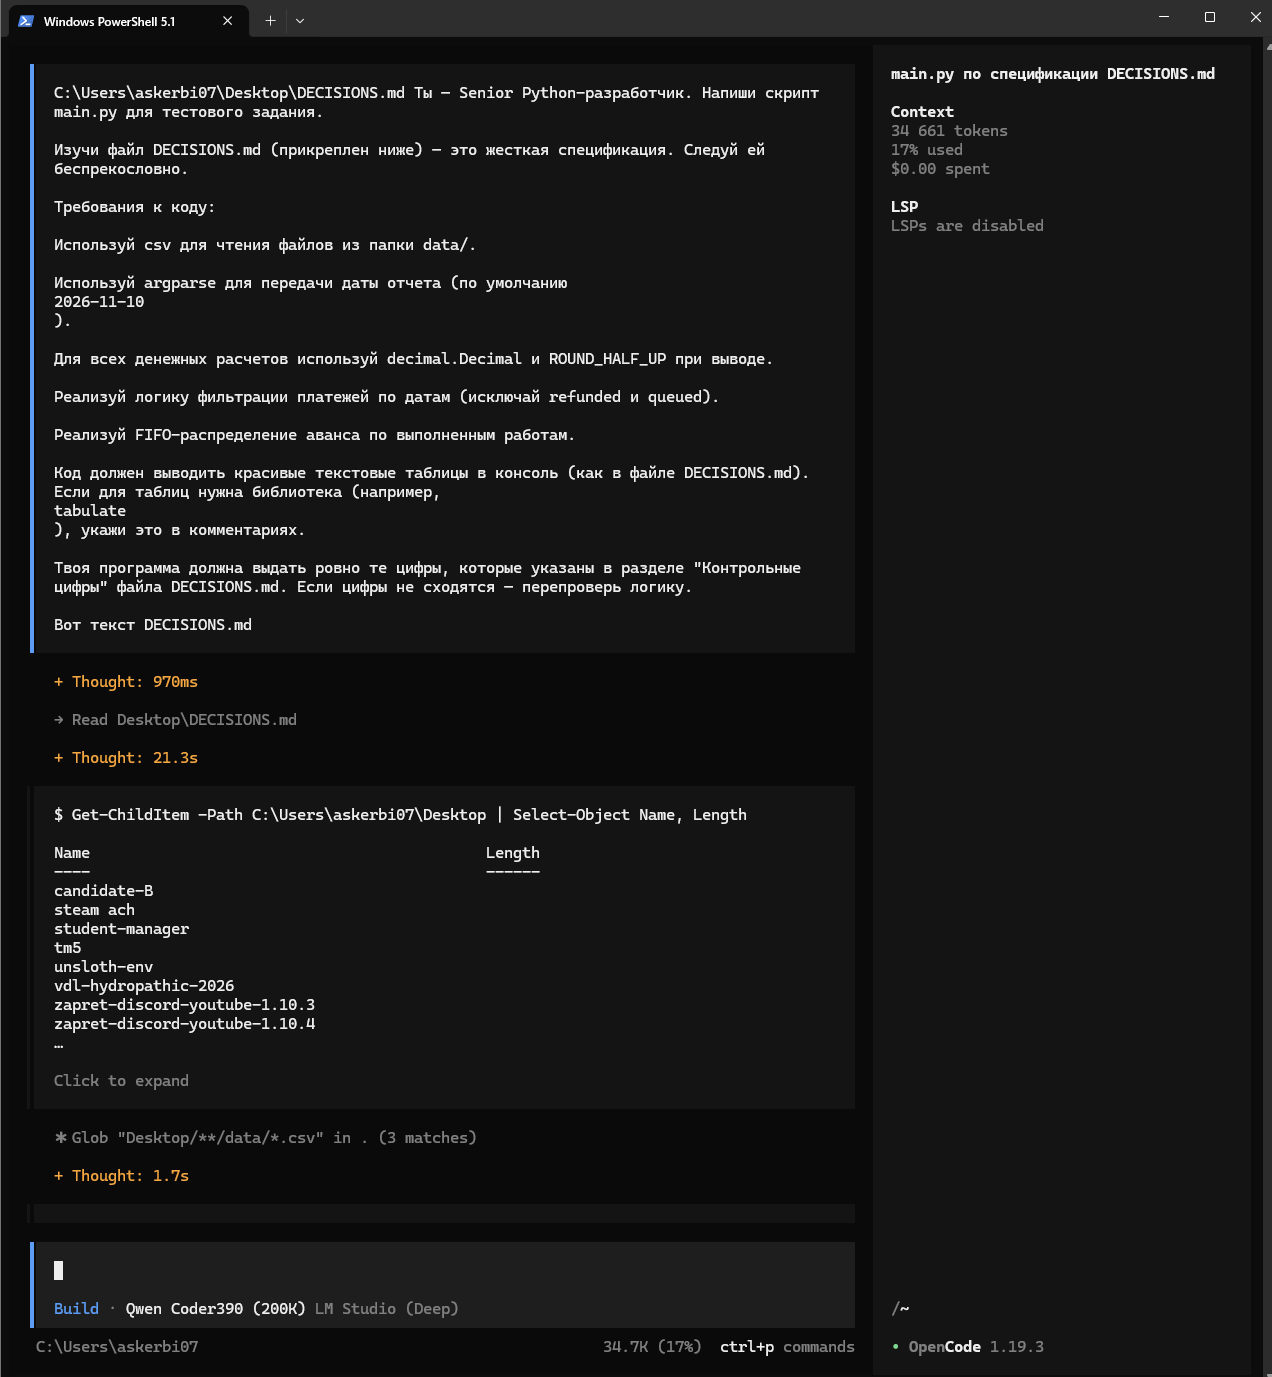 Windows PowerShell 5.1
C:\Users\askerbi07\Desktop\DECISIONS.md Ты — Senior Python-разработчик. Напиши скрипт
main.py для тестового задания.
Изучи файл DECISIONS.md (прикреплен ниже) — это жесткая спецификация. Следуй ей
беспрекословно.
Требования к коду:
Используй csv для чтения файлов из папки data/.
Используй argparse для передачи даты отчета (по умолчанию
2026-11-10
).
Для всех денежных расчетов используй decimal.Decimal и ROUND_HALF_UP при выводе.
Реализуй логику фильтрации платежей по датам (исключай refunded и queued).
Реализуй FIFO-распределение аванса по выполненным работам.
Код должен выводить красивые текстовые таблицы в консоль (как в файле DECISIONS.md).
Если для таблиц нужна библиотека (например,
tabulate
), укажи это в комментариях.
Твоя программа должна выдать ровно те цифры, которые указаны в разделе "Контрольные
цифры" файла DECISIONS.md. Если цифры не сходятся — перепроверь логику.
Вот текст DECISIONS.md
+ Thought: 970ms
→ Read Desktop\DECISIONS.md
+ Thought: 21.3s
$ Get-ChildItem -Path C:\Users\askerbi07\Desktop | Select-Object Name, Length
Name Length
---- ------
candidate-B
steam ach
student-manager
tm5
unsloth-env
vdl-hydropathic-2026
zapret-discord-youtube-1.10.3
zapret-discord-youtube-1.10.4
…
Click to expand
✱ Glob "Desktop/**/data/*.csv" in . (3 matches)
+ Thought: 1.7s
Build · Qwen Coder390 (200K) LM Studio (Deep)
C:\Users\askerbi07 34.7K (17%) ctrl+p commands
main.py по спецификации DECISIONS.md
Context
34 661 tokens
17% used
$0.00 spent
LSP
LSPs are disabled
/~
• OpenCode 1.19.3